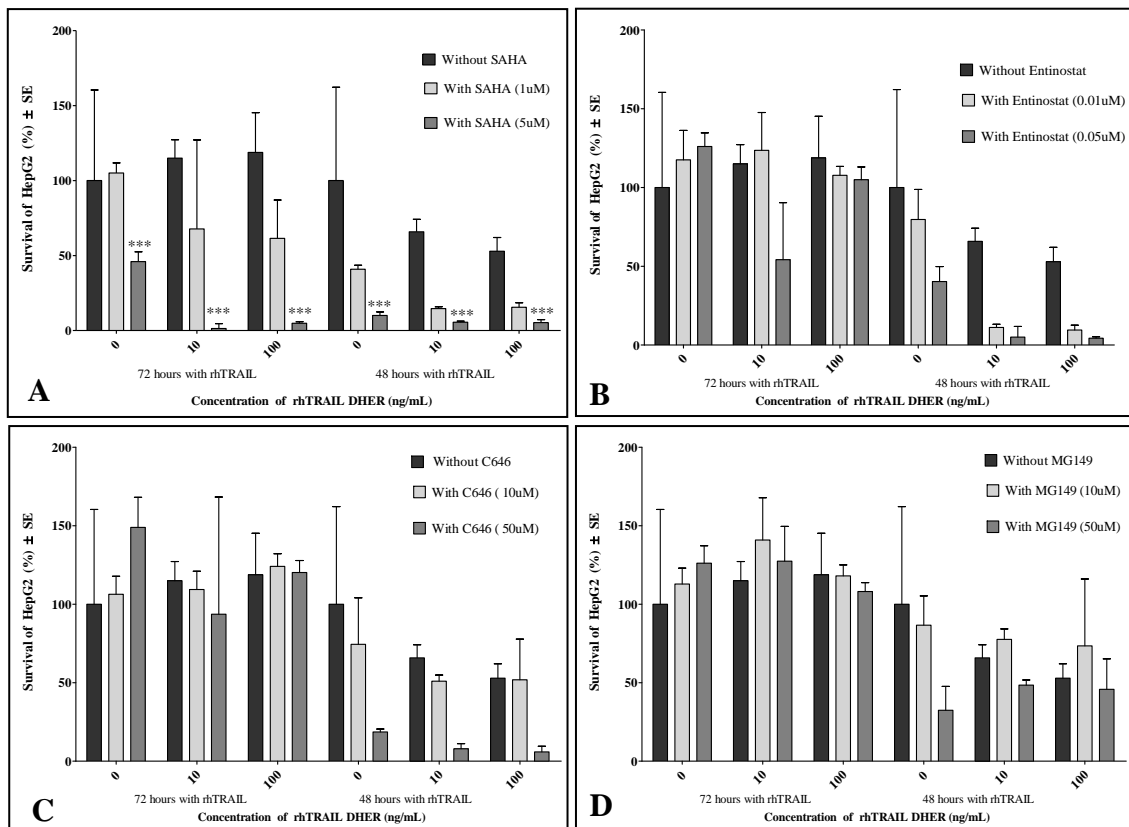 200
150
100
50
0
Survival of HepG2 (%) ± SE
Without SAHA
With SAHA (1uM)
With SAHA (5uM)
***
***
***
***
***
***
0
10
100
0
10
100
72 hours with rhTRAIL
48 hours with rhTRAIL
Concentration of rhTRAIL DHER (ng/mL)
A
200
150
100
50
0
Survival of HepG2 (%) ± SE
Without Entinostat
With Entinostat (0.01uM)
With Entinostat (0.05uM)
0
10
100
0
10
100
72 hours with rhTRAIL
48 hours with rhTRAIL
Concentration of rhTRAIL DHER (ng/mL)
B
200
150
100
50
0
Survival of HepG2 (%) ± SE
Without C646
With C646 ( 10uM)
With C646 ( 50uM)
0
10
100
0
10
100
72 hours with rhTRAIL
48 hours with rhTRAIL
Concentration of rhTRAIL DHER (ng/mL)
C
200
150
100
50
0
Survival of HepG2 (%) ± SE
Without MG149
With MG149 (10uM)
With MG149 (50uM)
0
10
100
0
10
100
72 hours with rhTRAIL
48 hours with rhTRAIL
Concentration of rhTRAIL DHER (ng/mL)
D